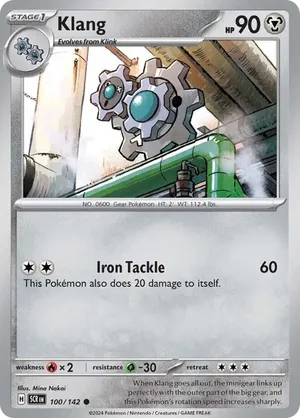 STAGE 1
Klang
HP 90
Evolves from Klink
NO. 0600 Gear Pokémon HT: 2' WT: 112.4 lbs.
Iron Tackle 60
This Pokémon also does 20 damage to itself.
weakness ×2 resistance -30 retreat
Illus. Mina Nakai
H SCR EN 100/142
When Klang goes all out, the minigear links up
perfectly with the outer part of the big gear, and
this Pokémon's rotation speed increases sharply.
©2024 Pokémon / Nintendo / Creatures / GAME FREAK